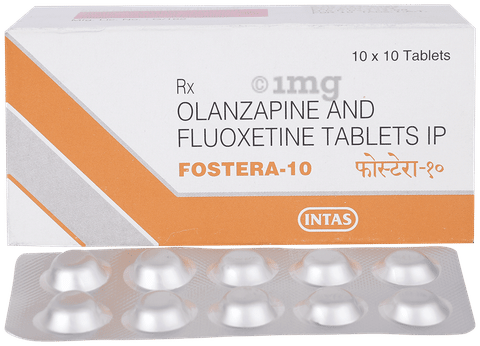 10 x 10 Tablets
Rx
©1mg
OLANZAPINE AND
FLUOXETINE TABLETS IP
FOSTERA-10 फोस्टेरा-१०
INTAS